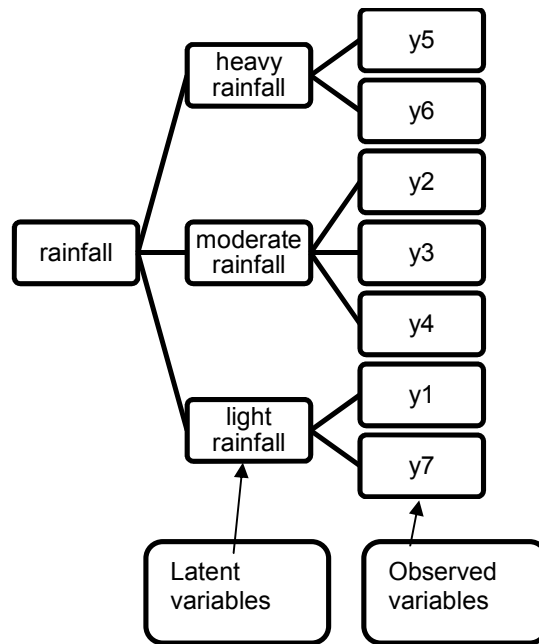 y5
heavy
rainfall
y6
y2
rainfall
moderate
rainfall
y3
y4
y1
light
rainfall
y7
Latent
variables
Observed
variables